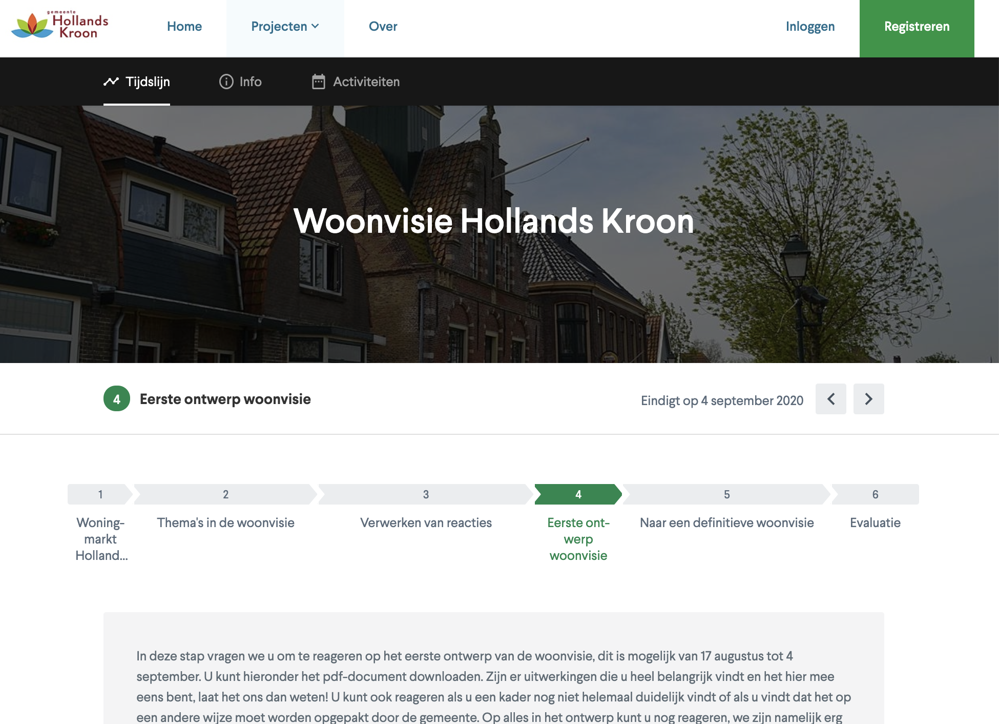 gemeente
Hollands
Kroon
Home
Projecten
Over
Inloggen
Registreren
Tijdslijn
Info
Activiteiten
Woonvisie Hollands Kroon
4
Eerste ontwerp woonvisie
Eindigt op 4 september 2020
1
2
3
4
5
6
Woning-
markt
Holland...
Thema's in de woonvisie
Verwerken van reacties
Eerste ont-
werp
woonvisie
Naar een definitieve woonvisie
Evaluatie
In deze stap vragen we u om te reageren op het eerste ontwerp van de woonvisie, dit is mogelijk van 17 augustus tot 4
september. U kunt hieronder het pdf-document downloaden. Zijn er uitwerkingen die u heel belangrijk vindt en het hier mee
eens bent, laat het ons dan weten! U kunt ook reageren als u een kader nog niet helemaal duidelijk vindt of als u vindt dat het op
een andere wijze moet worden opgepakt door de gemeente. Op alles in het ontwerp kunt u nog reageren, we zijn namelijk erg